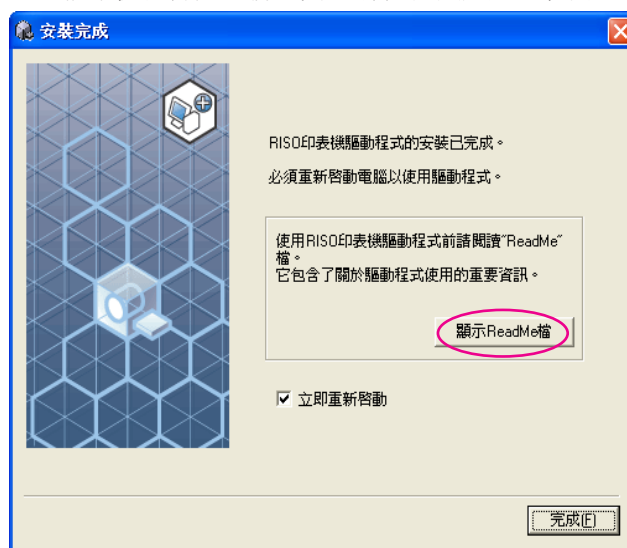 安裝完成
RISO印表機驅動程式的安裝已完成。
必須重新啓動電腦以使用驅動程式。
使用RISO印表機驅動程式前請閱讀"ReadMe"
檔。
它包含了關於驅動程式使用的重要資訊。
顯示ReadMe檔
立即重新啓動
完成(F)